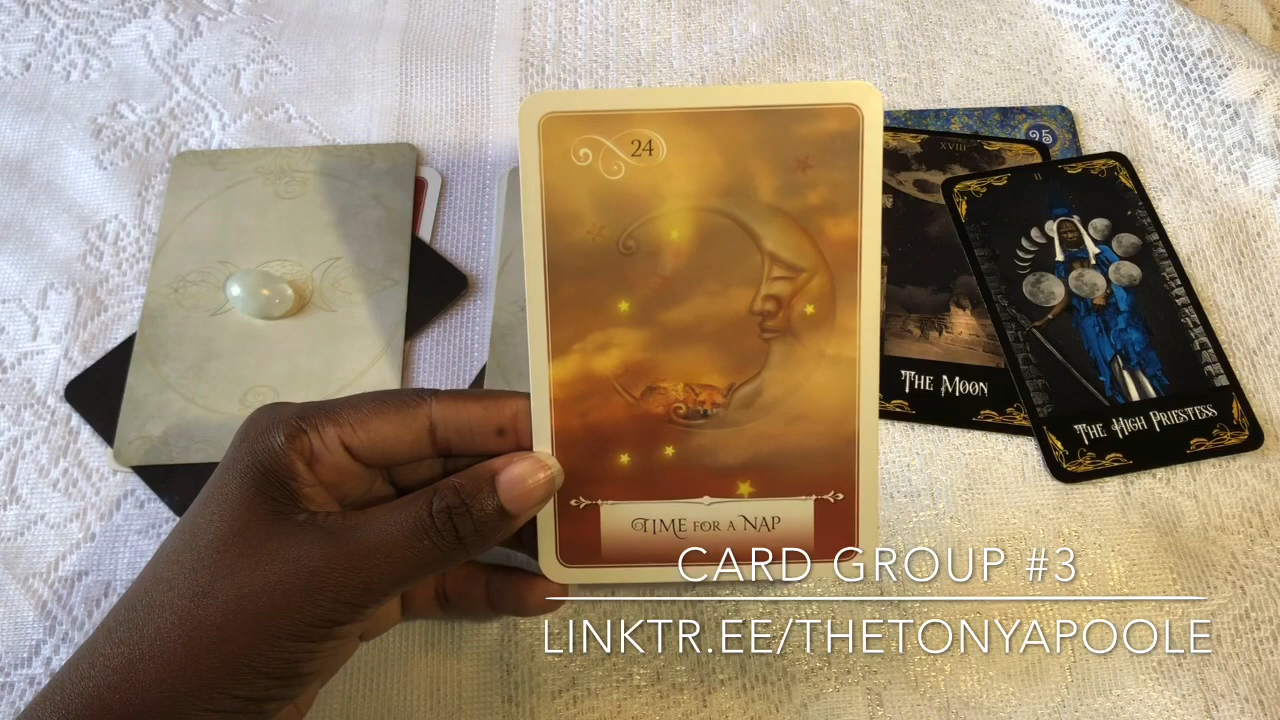 24
TIME FOR A NAP
25
XVIII
THE MOON
II
THE HIGH PRIESTESS
CARD GROUP #3
LINKTR.EE/THETONYAPOOLE